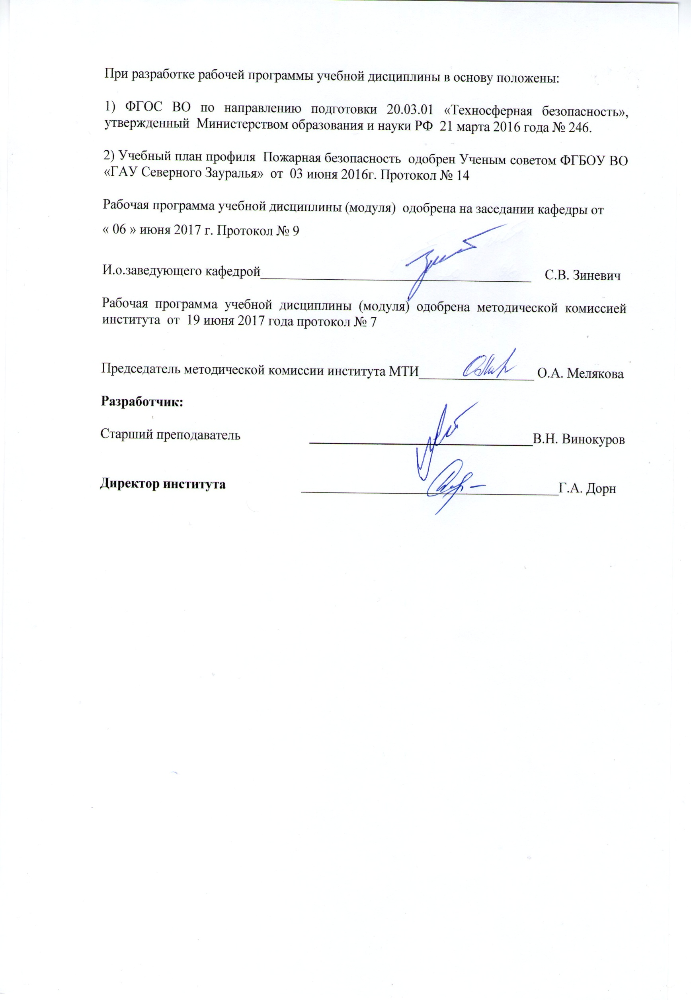 При разработке рабочей программы учебной дисциплины в основу положены:
1) ФГОС ВО по направлению подготовки 20.03.01 «Техносферная безопасность»,
утвержденный Министерством образования и науки РФ 21 марта 2016 года № 246.
2) Учебный план профиля Пожарная безопасность одобрен Ученым советом ФГБОУ ВО
«ГАУ Северного Зауралья» от 03 июня 2016г. Протокол № 14
Рабочая программа учебной дисциплины (модуля) одобрена на заседании кафедры от
« 06 » июня 2017 г. Протокол № 9
И.о.заведующего кафедрой С.В. Зиневич
Рабочая программа учебной дисциплины (модуля) одобрена методической комиссией
института от 19 июня 2017 года протокол № 7
Председатель методической комиссии института МТИ О.А. Мелякова
Разработчик:
Старший преподаватель В.Н. Винокуров
Директор института Г.А. Дорн